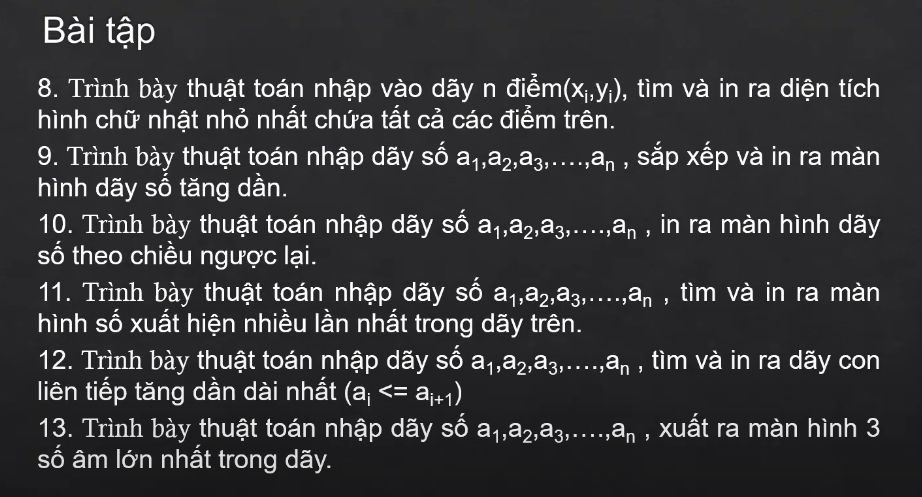 Bài tập
8. Trình bày thuật toán nhập vào dãy n điểm(xᵢ,yᵢ), tìm và in ra diện tích
hình chữ nhật nhỏ nhất chứa tất cả các điểm trên.
9. Trình bày thuật toán nhập dãy số a₁,a₂,a₃,....,aₙ , sắp xếp và in ra màn
hình dãy số tăng dần.
10. Trình bày thuật toán nhập dãy số a₁,a₂,a₃,....,aₙ , in ra màn hình dãy
số theo chiều ngược lại.
11. Trình bày thuật toán nhập dãy số a₁,a₂,a₃,....,aₙ , tìm và in ra màn
hình số xuất hiện nhiều lần nhất trong dãy trên.
12. Trình bày thuật toán nhập dãy số a₁,a₂,a₃,....,aₙ , tìm và in ra dãy con
liên tiếp tăng dần dài nhất (aᵢ <= aᵢ₊₁)
13. Trình bày thuật toán nhập dãy số a₁,a₂,a₃,....,aₙ , xuất ra màn hình 3
số âm lớn nhất trong dãy.